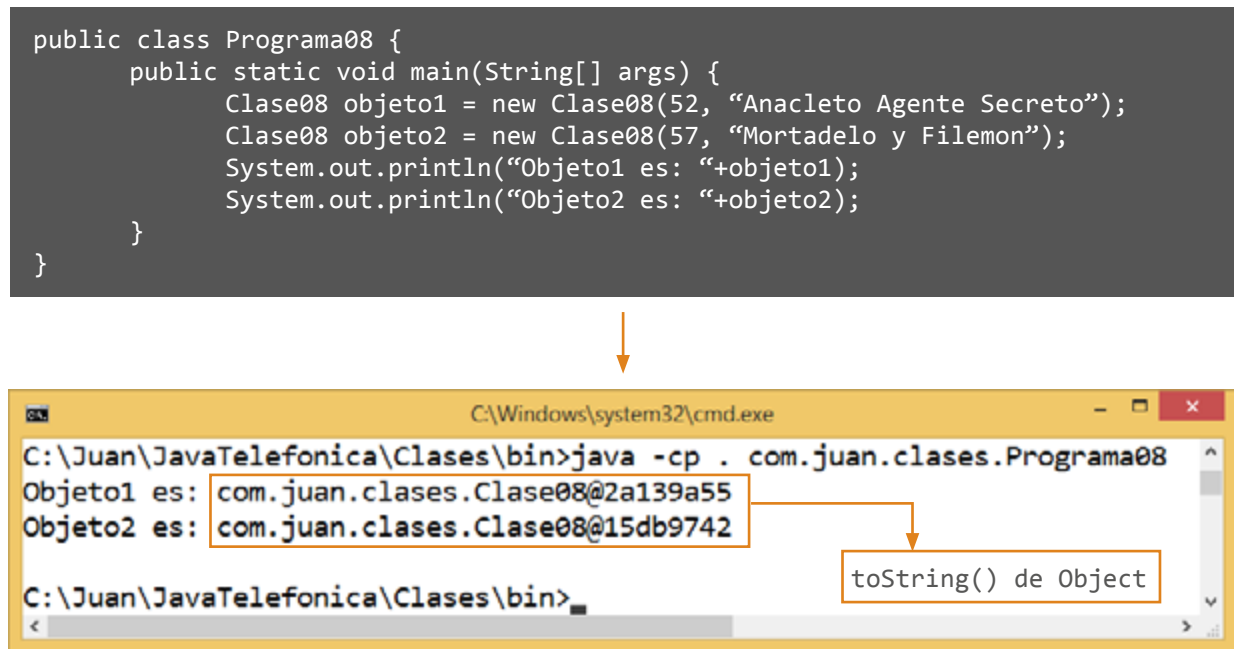 public class Programa08 {
public static void main(String[] args) {
Clase08 objeto1 = new Clase08(52, “Anacleto Agente Secreto”);
Clase08 objeto2 = new Clase08(57, “Mortadelo y Filemon”);
System.out.println(“Objeto1 es: “+objeto1);
System.out.println(“Objeto2 es: “+objeto2);
}
}
C:\Windows\system32\cmd.exe
C:\Juan\JavaTelefonica\Clases\bin>java -cp . com.juan.clases.Programa08
Objeto1 es: com.juan.clases.Clase08@2a139a55
Objeto2 es: com.juan.clases.Clase08@15db9742
toString() de Object
C:\Juan\JavaTelefonica\Clases\bin>_